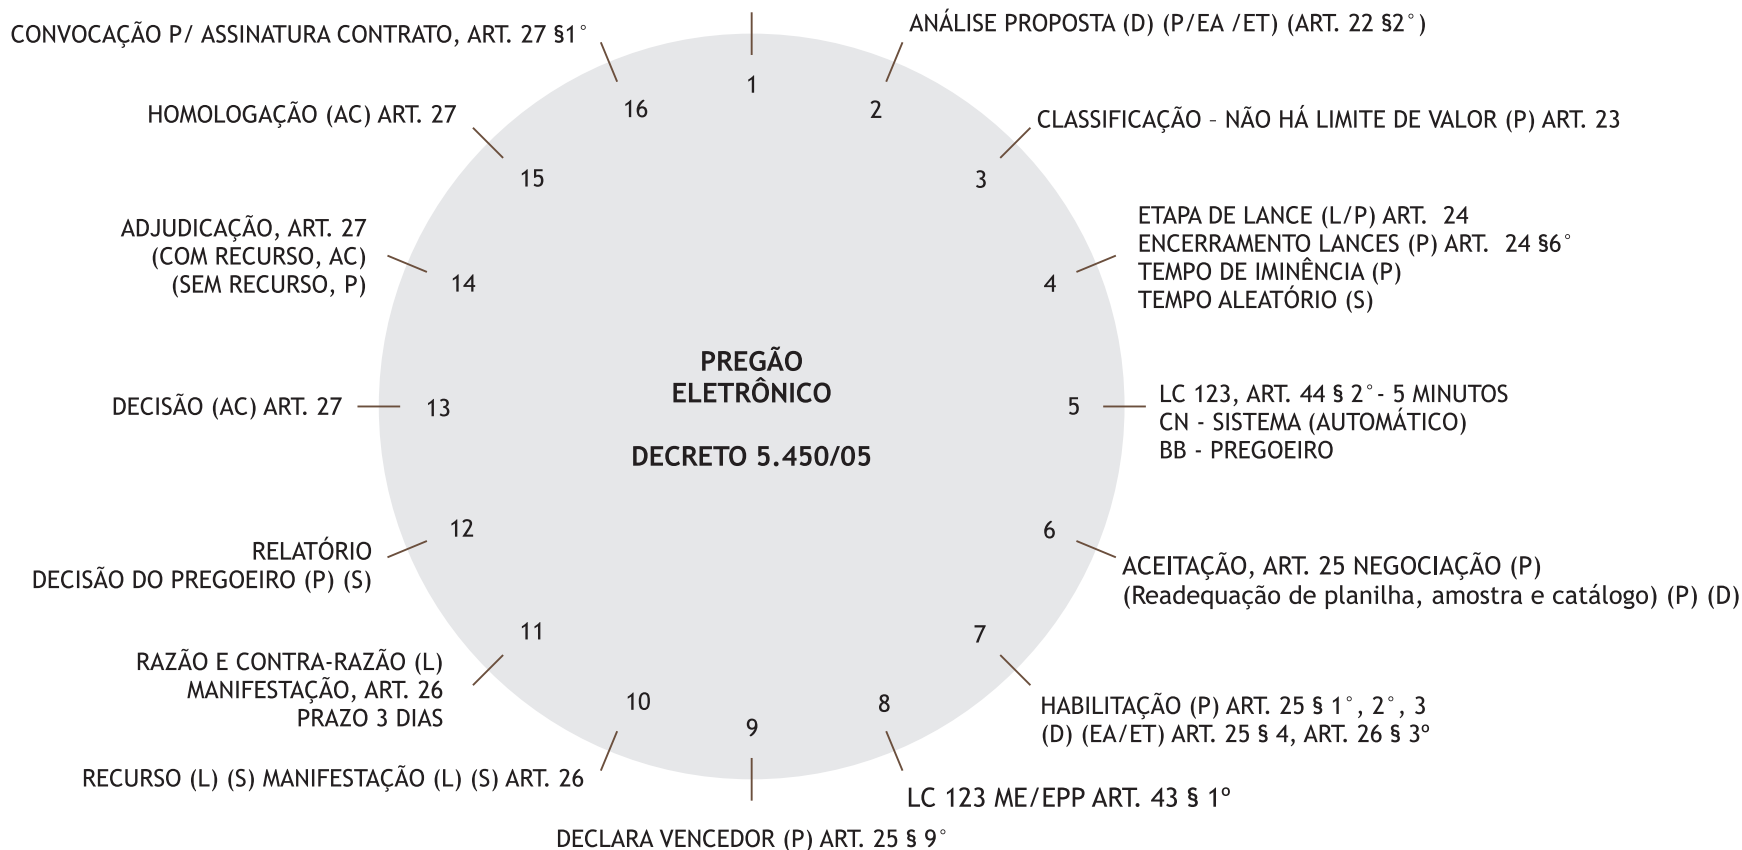 1
CONVOCAÇÃO P/ ASSINATURA CONTRATO, ART. 27 §1°
16
ANÁLISE PROPOSTA (D) (P/EA /ET) (ART. 22 §2°)
2
HOMOLOGAÇÃO (AC) ART. 27
15
CLASSIFICAÇÃO - NÃO HÁ LIMITE DE VALOR (P) ART. 23
3
ADJUDICAÇÃO, ART. 27
(COM RECURSO, AC)
(SEM RECURSO, P)
14
ETAPA DE LANCE (L/P) ART. 24
ENCERRAMENTO LANCES (P) ART. 24 §6°
TEMPO DE IMINÊNCIA (P)
TEMPO ALEATÓRIO (S)
4
PREGÃO
ELETRÔNICO
DECRETO 5.450/05
DECISÃO (AC) ART. 27
13
5
LC 123, ART. 44 § 2°- 5 MINUTOS
CN - SISTEMA (AUTOMÁTICO)
BB - PREGOEIRO
12
RELATÓRIO
DECISÃO DO PREGOEIRO (P) (S)
6
ACEITAÇÃO, ART. 25 NEGOCIAÇÃO (P)
(Readequação de planilha, amostra e catálogo) (P) (D)
11
RAZÃO E CONTRA-RAZÃO (L)
MANIFESTAÇÃO, ART. 26
PRAZO 3 DIAS
7
HABILITAÇÃO (P) ART. 25 § 1°, 2°, 3
(D) (EA/ET) ART. 25 § 4, ART. 26 § 3º
10
RECURSO (L) (S) MANIFESTAÇÃO (L) (S) ART. 26
8
LC 123 ME/EPP ART. 43 § 1º
9
DECLARA VENCEDOR (P) ART. 25 § 9°